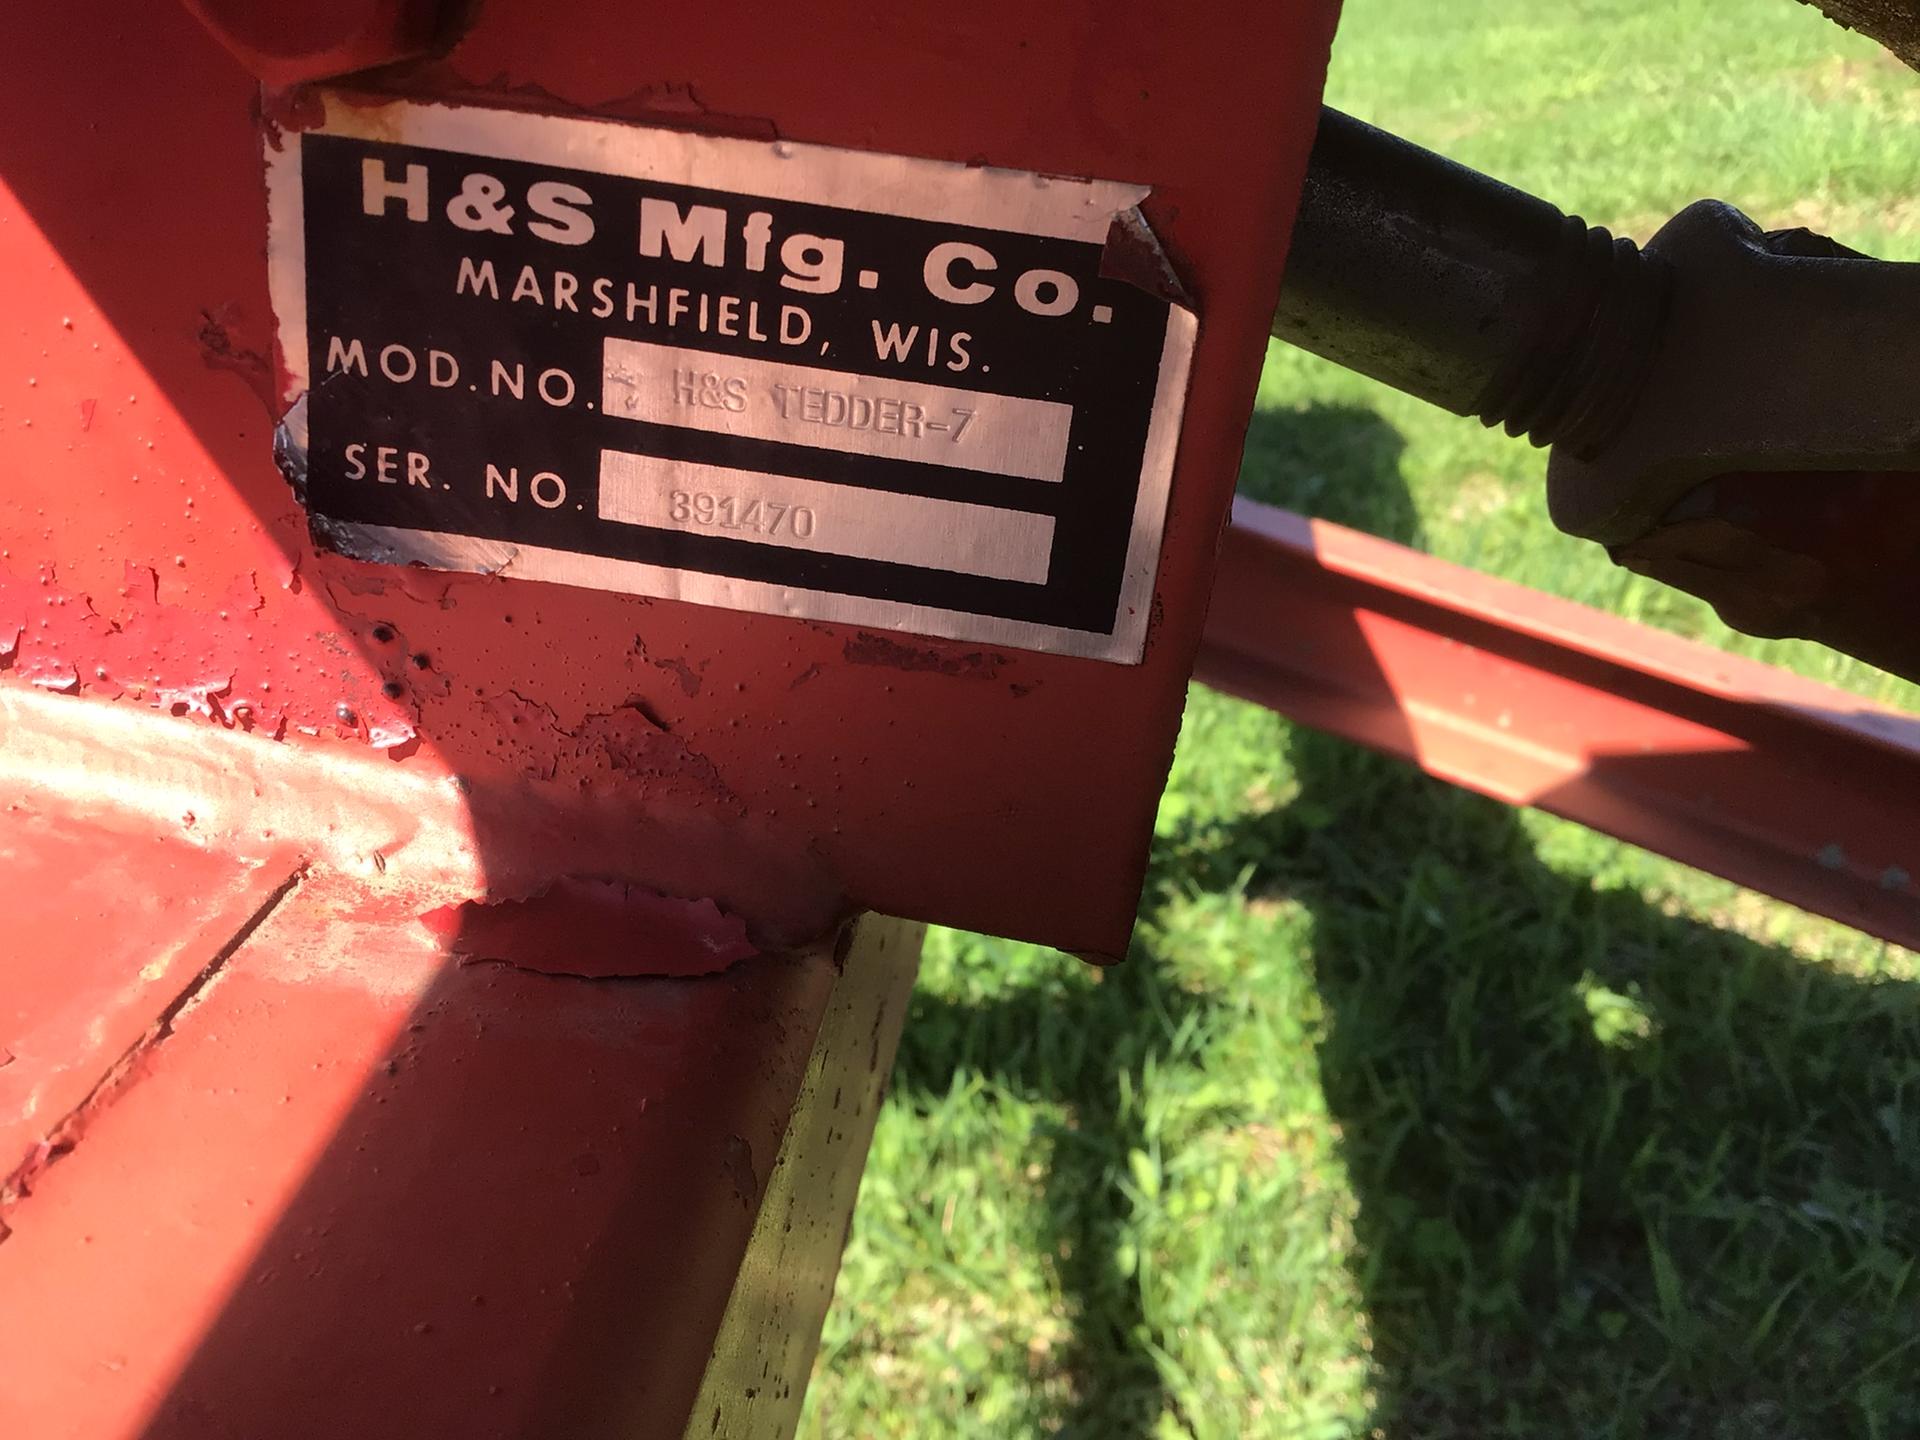 H&S Mfg. Co.
MARSHFIELD, WIS.
MOD.NO. H&S TEDDER-7
SER. NO. 391470